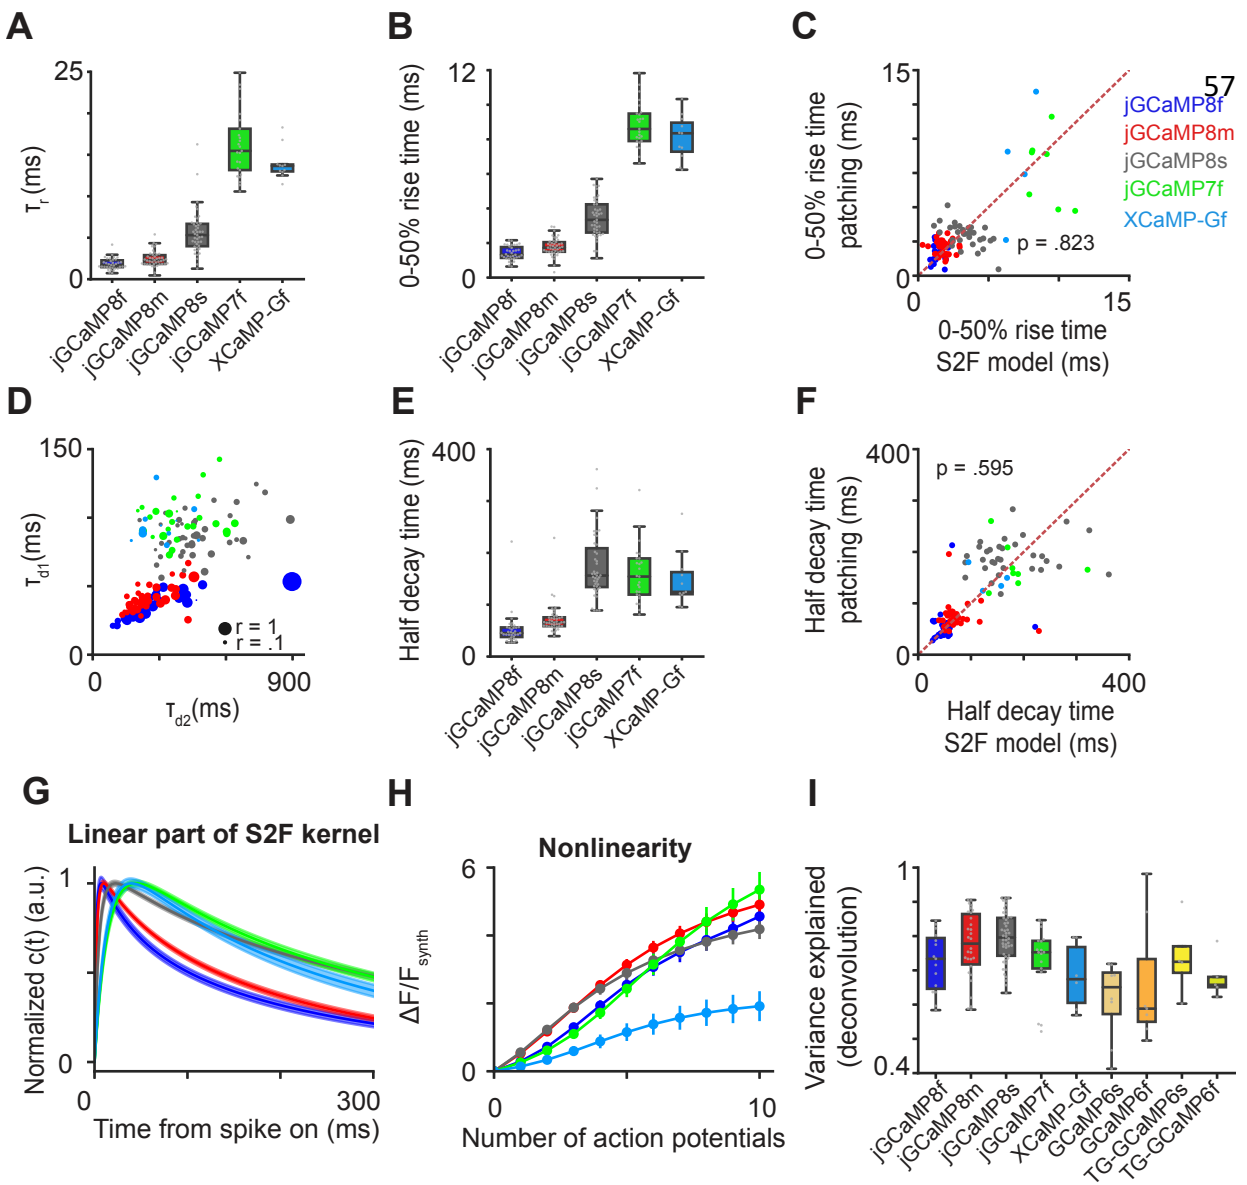 A
25
τr (ms)
0
jGCaMP8f
jGCaMP8m
jGCaMP8s
jGCaMP7f
XCaMP-Gf
B
12
0-50% rise time (ms)
0
jGCaMP8f
jGCaMP8m
jGCaMP8s
jGCaMP7f
XCaMP-Gf
C
15
0-50% rise time
patching (ms)
57
jGCaMP8f
jGCaMP8m
jGCaMP8s
jGCaMP7f
XCaMP-Gf
p = .823
0
0
15
0-50% rise time
S2F model (ms)
D
150
τd1(ms)
r = 1
r = .1
0
0
900
τd2(ms)
E
400
Half decay time (ms)
0
jGCaMP8f
jGCaMP8m
jGCaMP8s
jGCaMP7f
XCaMP-Gf
F
400
p = .595
Half decay time
patching (ms)
0
0
400
Half decay time
S2F model (ms)
G
Linear part of S2F kernel
1
Normalized c(t) (a.u.)
0
0
300
Time from spike on (ms)
H
Nonlinearity
6
ΔF/Fsynth
0
0
10
Number of action potentials
I
1
Variance explained
(deconvolution)
0.4
jGCaMP8f
jGCaMP8m
jGCaMP8s
jGCaMP7f
XCaMP-Gf
GCaMP6s
GCaMP6f
TG-GCaMP6s
TG-GCaMP6f